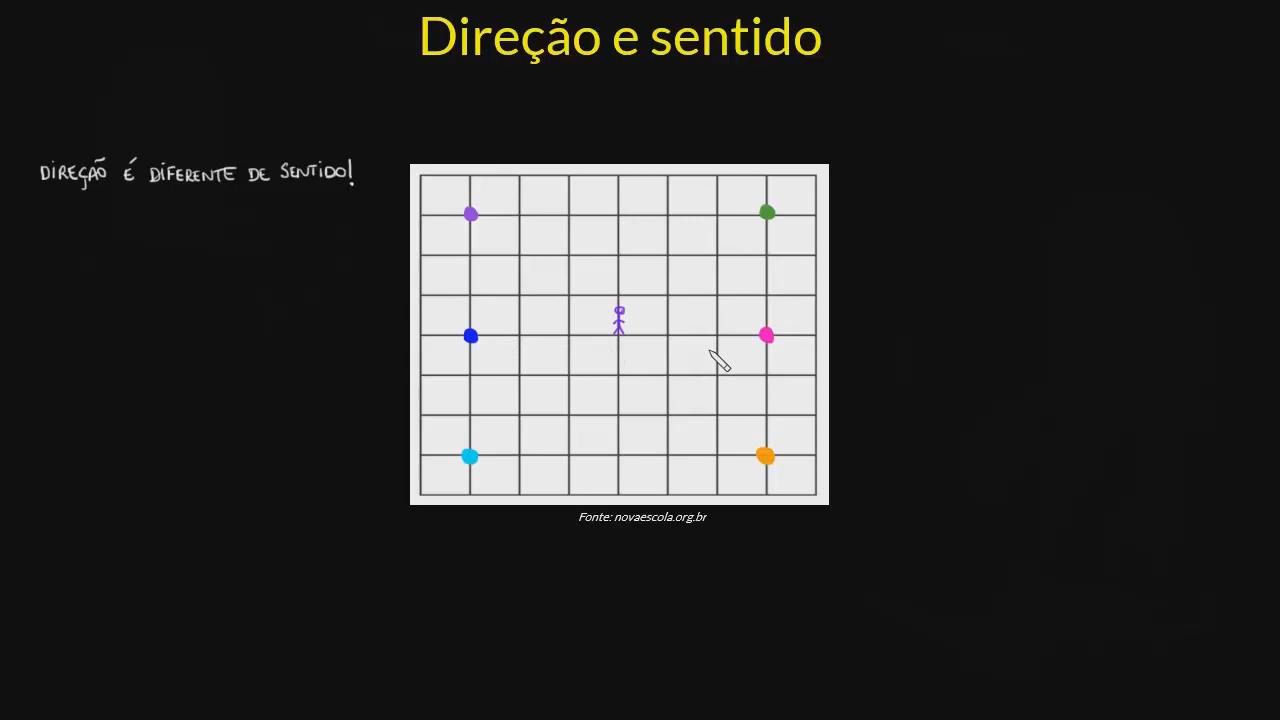 Direção e sentido
DIREÇÃO É DIFERENTE DE SENTIDO!
Fonte: novaescola.org.br